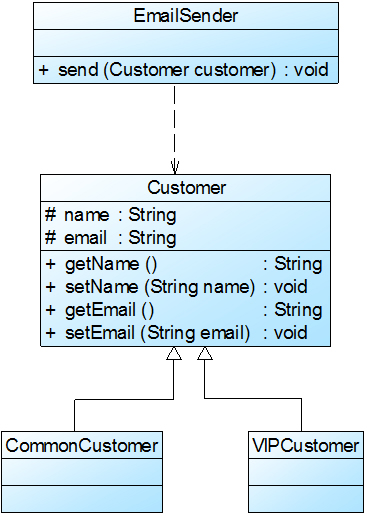 EmailSender
+ send (Customer customer) : void
Customer
# name : String
# email : String
+ getName () : String
+ setName (String name) : void
+ getEmail () : String
+ setEmail (String email) : void
CommonCustomer
VIPCustomer